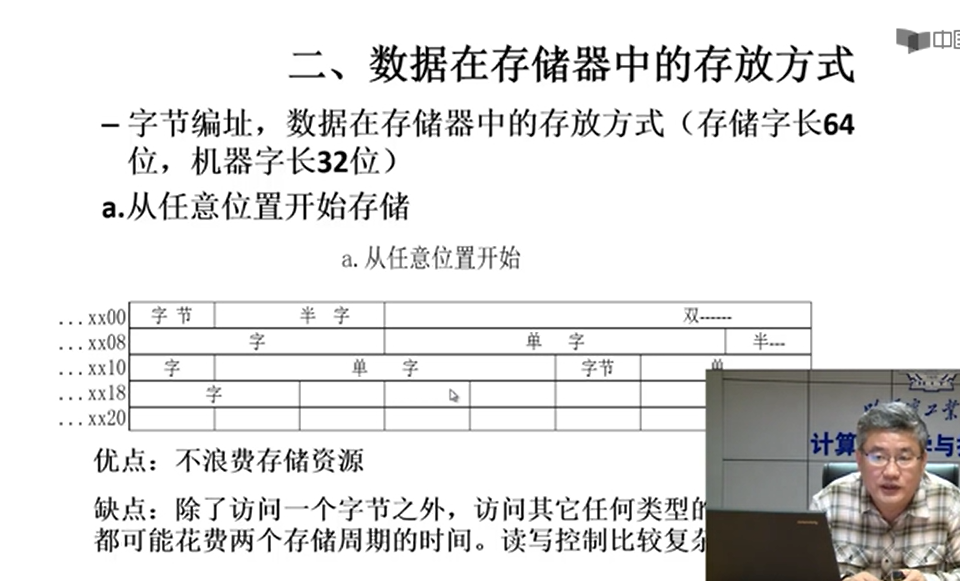 中国
二、数据在存储器中的存放方式
– 字节编址，数据在存储器中的存放方式（存储字长64
位，机器字长32位）
a.从任意位置开始存储
a.从任意位置开始
...xx00 字 节 半 字 双------
...xx08 字 单 字 半---
...xx10 字 单 字 字节 单
...xx18 字
...xx20
优点：不浪费存储资源
缺点：除了访问一个字节之外，访问其它任何类型的
都可能花费两个存储周期的时间。读写控制比较复杂
工業
计算 学与